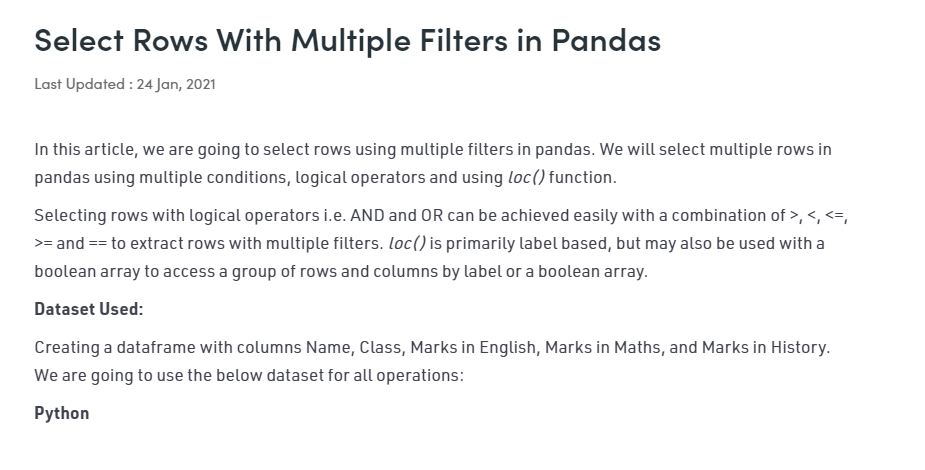 Select Rows With Multiple Filters in Pandas
Last Updated : 24 Jan, 2021
In this article, we are going to select rows using multiple filters in pandas. We will select multiple rows in
pandas using multiple conditions, logical operators and using loc() function.
Selecting rows with logical operators i.e. AND and OR can be achieved easily with a combination of >, <, <=,
>= and == to extract rows with multiple filters. loc() is primarily label based, but may also be used with a
boolean array to access a group of rows and columns by label or a boolean array.
Dataset Used:
Creating a dataframe with columns Name, Class, Marks in English, Marks in Maths, and Marks in History.
We are going to use the below dataset for all operations:
Python